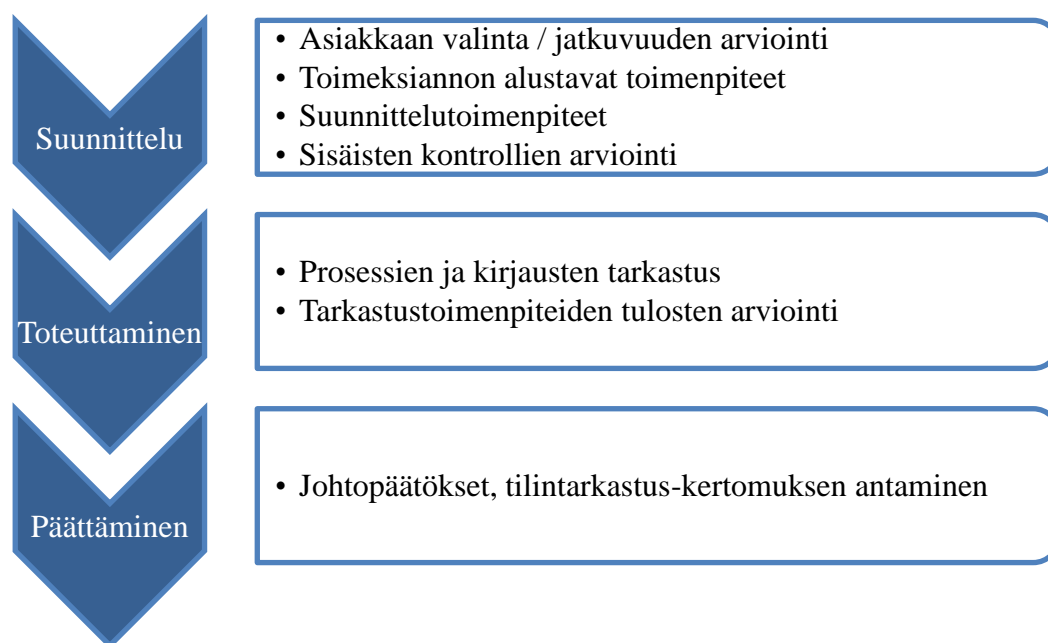 Suunnittelu
• Asiakkaan valinta / jatkuvuuden arviointi
• Toimeksiannon alustavat toimenpiteet
• Suunnittelutoimenpiteet
• Sisäisten kontrollien arviointi
Toteuttaminen
• Prosessien ja kirjausten tarkastus
• Tarkastustoimenpiteiden tulosten arviointi
Päättäminen
• Johtopäätökset, tilintarkastus-kertomuksen antaminen